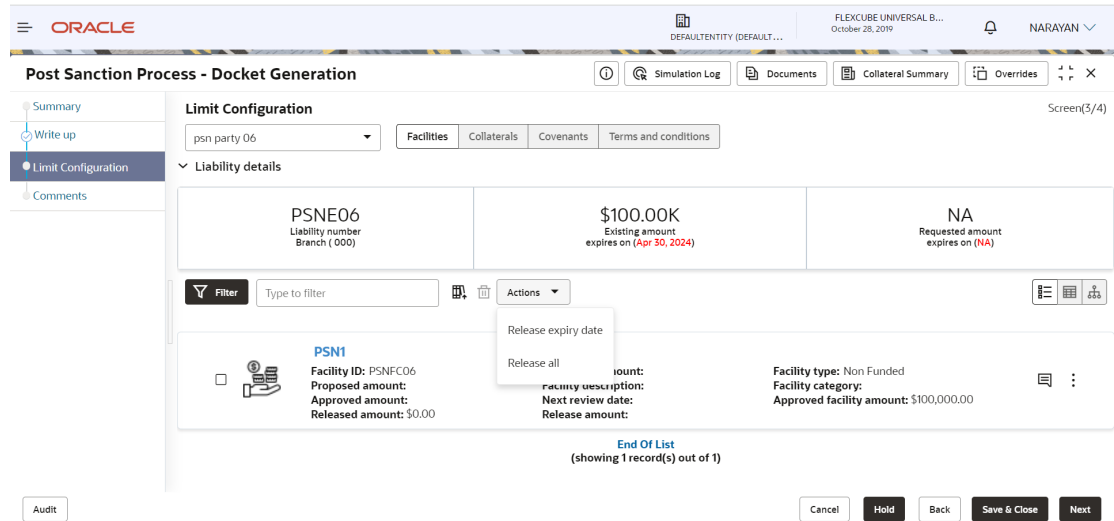 ORACLE
DEFAULTENTITY (DEFAULT...
FLEXCUBE UNIVERSAL B...
October 28, 2019
NARAYAN
Post Sanction Process - Docket Generation
Simulation Log
Documents
Collateral Summary
Overrides
Summary
Write up
Limit Configuration
Comments
Limit Configuration
Screen(3/4)
psn party 06
Facilities
Collaterals
Covenants
Terms and conditions
Liability details
PSNE06
Liability number
Branch ( 000)
$100.00K
Existing amount
expires on (Apr 30, 2024)
NA
Requested amount
expires on (NA)
Filter
Type to filter
Actions
Release expiry date
Release all
PSN1
Facility ID: PSNFC06
Proposed amount:
Approved amount:
Released amount: $0.00
Facility description:
Next review date:
Release amount:
Facility type: Non Funded
Facility category:
Approved facility amount: $100,000.00
End Of List
(showing 1 record(s) out of 1)
Audit
Cancel
Hold
Back
Save & Close
Next